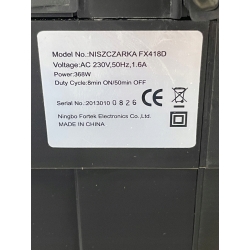 Model No.:NISZCZARKA FX418D
Voltage:AC 230V,50Hz,1.6A
Power:368W
Duty Cycle:8min ON/50min OFF
Serial No.:2013010 0826
Ningbo Fortek Electronics Co.,Ltd.
MADE IN CHINA